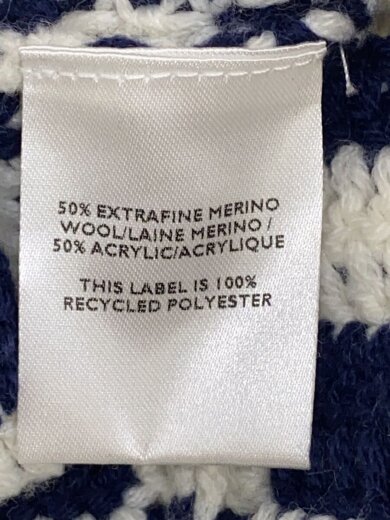 50% EXTRAFINE MERINO
WOOL/LAINE MERINO /
50% ACRYLIC/ACRYLIQUE
THIS LABEL IS 100%
RECYCLED POLYESTER